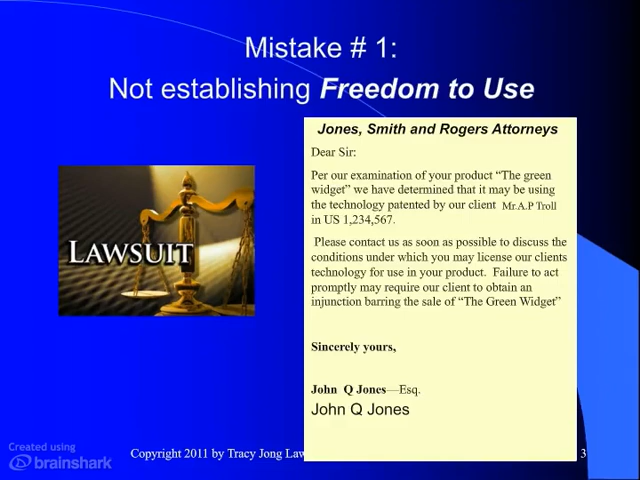 Mistake # 1:
Not establishing Freedom to Use
Jones, Smith and Rogers Attorneys
Dear Sir:
Per our examination of your product “The green
widget” we have determined that it may be using
the technology patented by our client Mr.A.P Troll
in US 1,234,567.
Please contact us as soon as possible to discuss the
conditions under which you may license our clients
technology for use in your product. Failure to act
promptly may require our client to obtain an
injunction barring the sale of “The Green Widget”
LAWSUIT
Sincerely yours,
John Q Jones—Esq.
John Q Jones
Created using
brainshark
Copyright 2011 by Tracy Jong Law
3